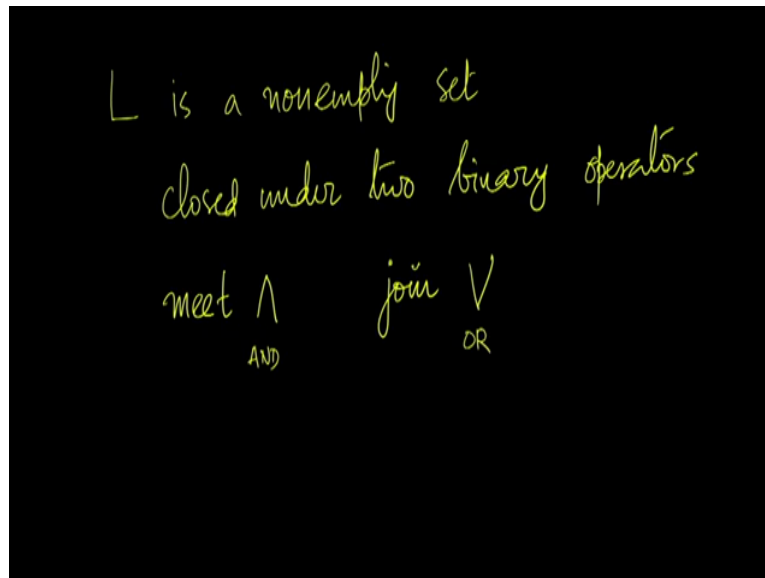 L is a nonempty set
closed under two binary operators
meet ∧ join ∨
AND OR